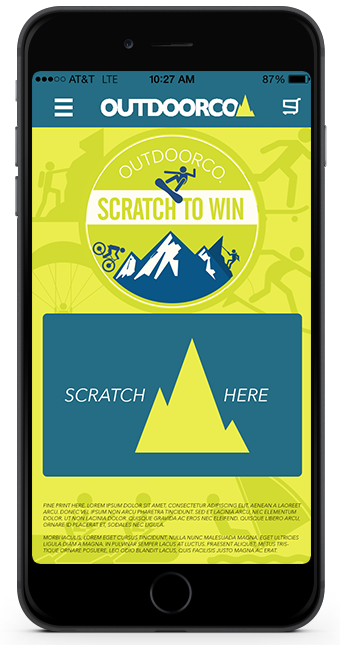 AT&T LTE 10:27 AM 87%
OUTDOORCO
OUTDOORCO.
SCRATCH TO WIN
SCRATCH HERE
FINE PRINT HERE. LOREM IPSUM DOLOR SIT AMET, CONSECTETUR ADIPISCING ELIT. AENEAN A LAOREET
ARCU. DONEC VEL IPSUM NON ARCU PHARETRA TINCIDUNT. SED ET LACINIA ARCU, NEC ELEMENTUM
DOLOR. UT NON LACINIA DOLOR. QUISQUE GRAVIDA AC EROS NEC ELEIFEND. QUISQUE LIBERO ARCU,
ORNARE ID PLACERAT ET, SODALES NEC LIGULA.
MORBI IACULIS, LOREM EGET CURSUS TINCIDUNT, NULLA NUNC MALESUADA MAGNA, EGET ULTRICIES
LIGULA DIAM A MAGNA. IN PULVINAR SEMPER LACUS AT LUCTUS. PRAESENT ALIQUET, METUS TRIS-
TIQUE ORNARE POSUERE, LEO ODIO BLANDIT LACUS, QUIS FACILISIS JUSTO MAGNA AC ERAT.